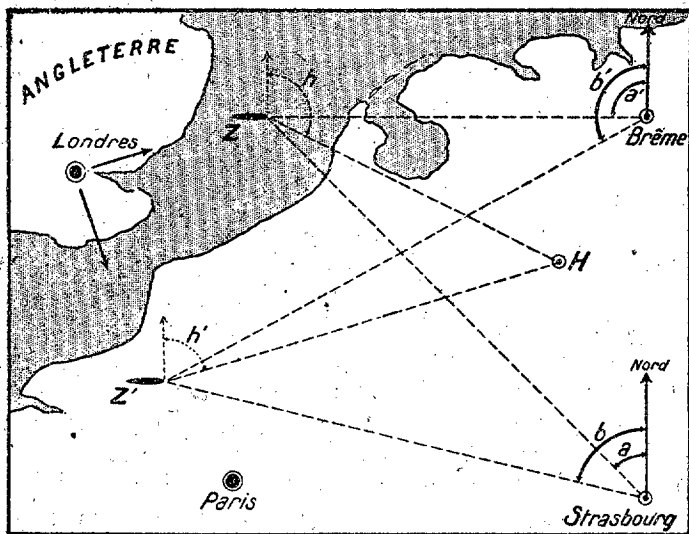 Nord
ANGLETERRE
h
b'
a'
Z
Brême
Londres
H
h'
Z'
Nord
b
a
Paris
Strasbourg